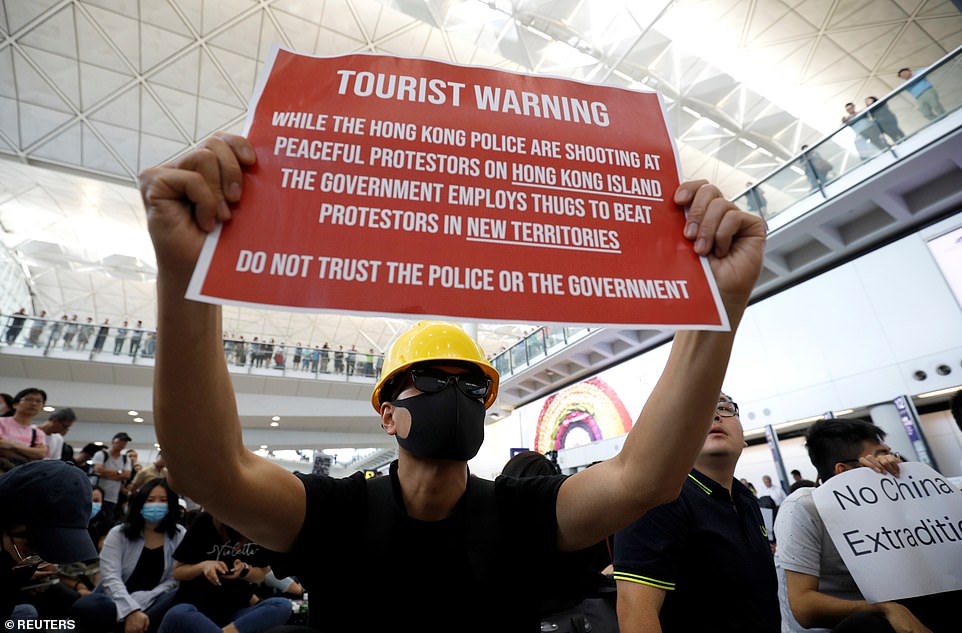 TOURIST WARNING
WHILE THE HONG KONG POLICE ARE SHOOTING AT
PEACEFUL PROTESTORS ON HONG KONG ISLAND
THE GOVERNMENT EMPLOYS THUGS TO BEAT
PROTESTORS IN NEW TERRITORIES
DO NOT TRUST THE POLICE OR THE GOVERNMENT
No China
Extraditi
Violette
© REUTERS